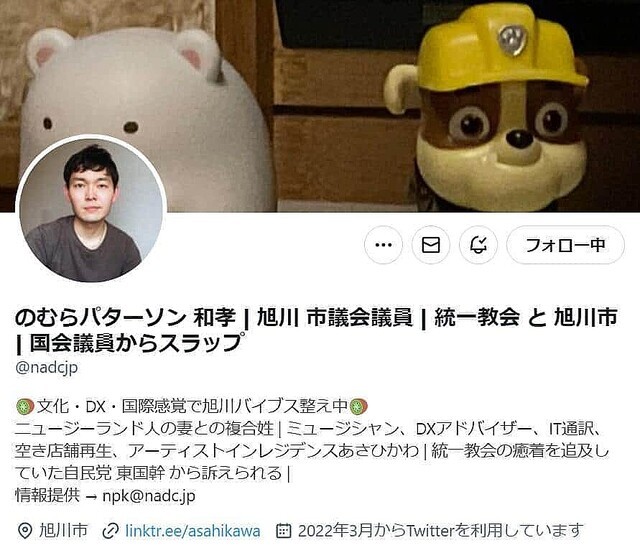 フォロー中
のむらパターソン 和孝 | 旭川 市議会議員 | 統一教会 と 旭川市
| 国会議員からスラップ
@nadcjp
🥝文化・DX・国際感覚で旭川バイブス整え中🥝
ニュージーランド人の妻との複合姓 | ミュージシャン、DXアドバイザー、IT通訳、
空き店舗再生、アーティストインレジデンスあさひかわ | 統一教会の癒着を追及し
ていた自民党 東国幹 から訴えられる |
情報提供 → npk@nadc.jp
旭川市 linktr.ee/asahikawa 2022年3月からTwitterを利用しています